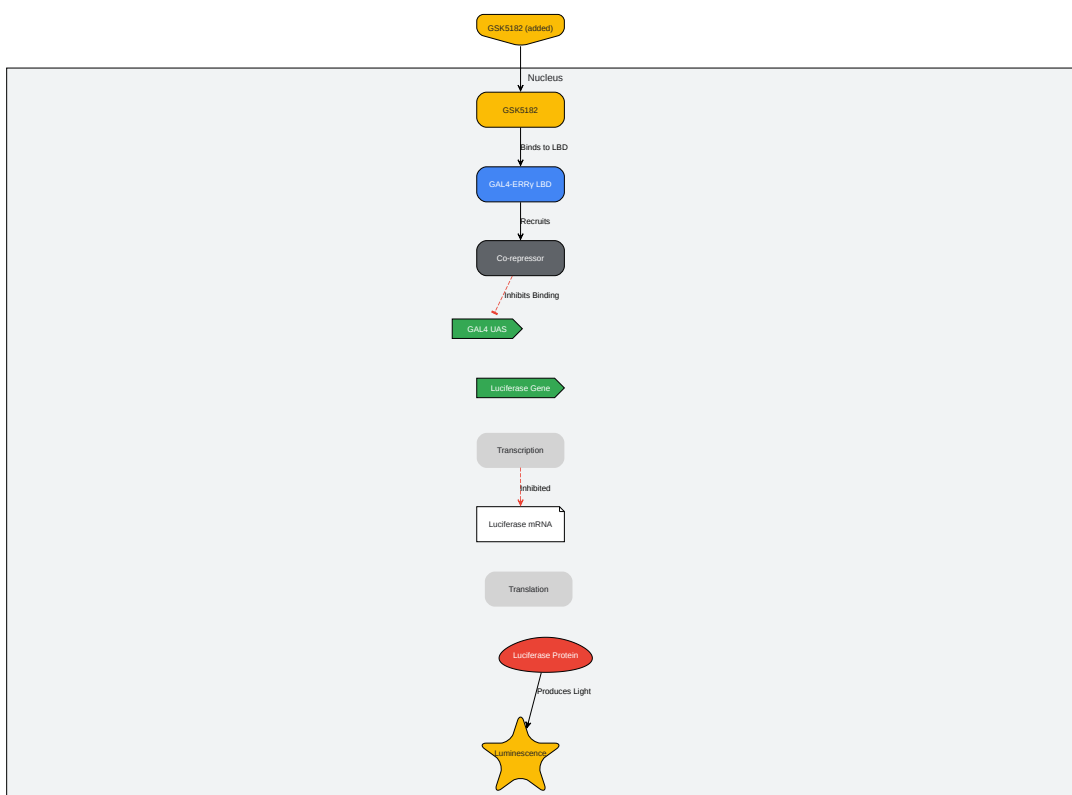 GSK5182 (added)
Nucleus
GSK5182
Binds to LBD
GAL4-ERRγ LBD
Recruits
Co-repressor
Inhibits Binding
GAL4 UAS
Luciferase Gene
Transcription
Inhibited
Luciferase mRNA
Translation
Luciferase Protein
Produces Light
Luminescence